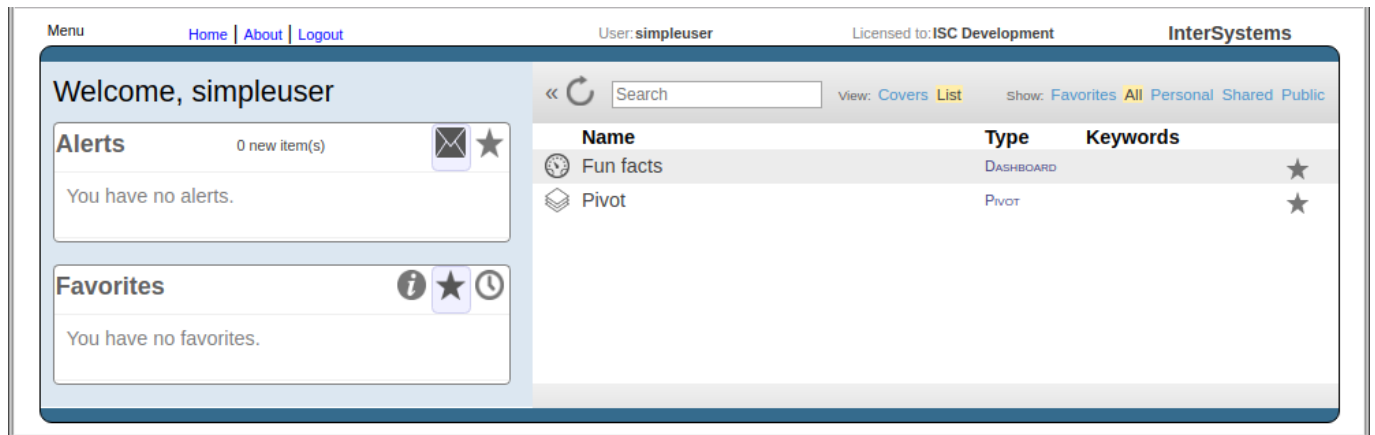 Menu Home About Logout User: simpleuser Licensed to: ISC Development InterSystems
Welcome, simpleuser
« Search View: Covers List Show: Favorites All Personal Shared Public
Alerts 0 new item(s)
You have no alerts.
Name Type Keywords
Fun facts DASHBOARD
Pivot PIVOT
Favorites i
You have no favorites.